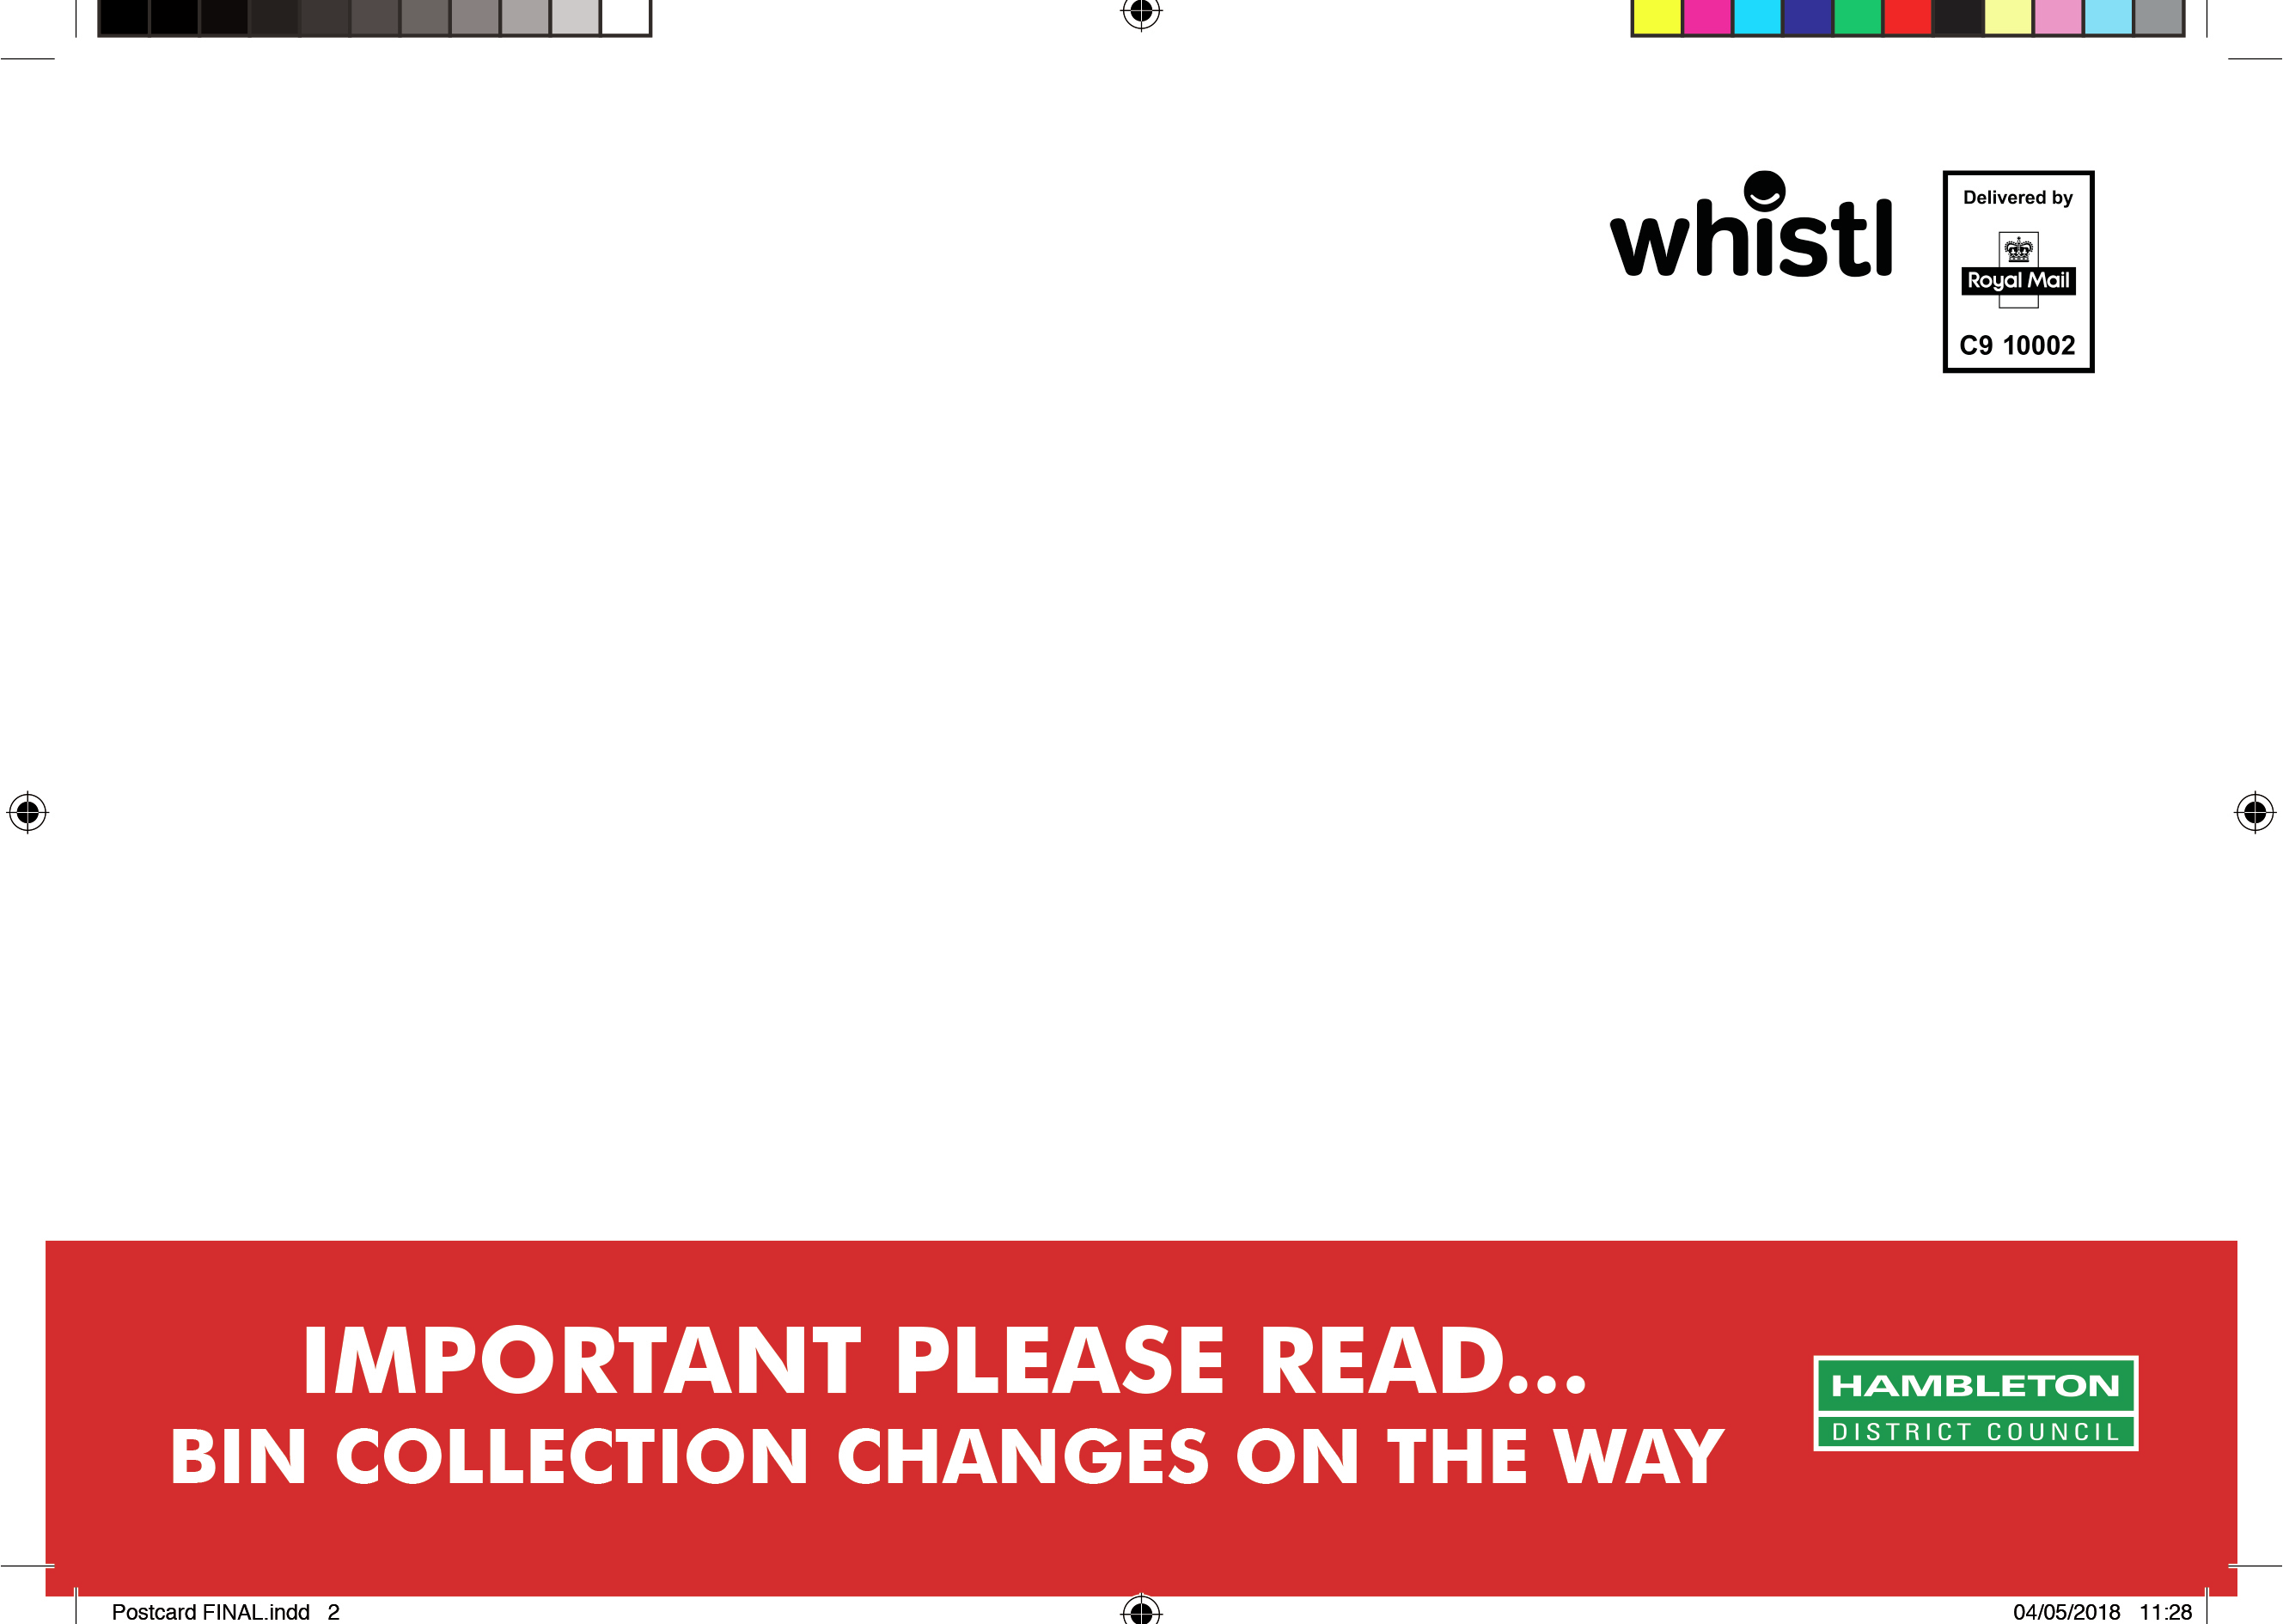 whistl
Delivered by
Royal Mail
C9 10002
IMPORTANT PLEASE READ...
BIN COLLECTION CHANGES ON THE WAY
HAMBLETON
DISTRICT COUNCIL
Postcard FINAL.indd   2
04/05/2018   11:28